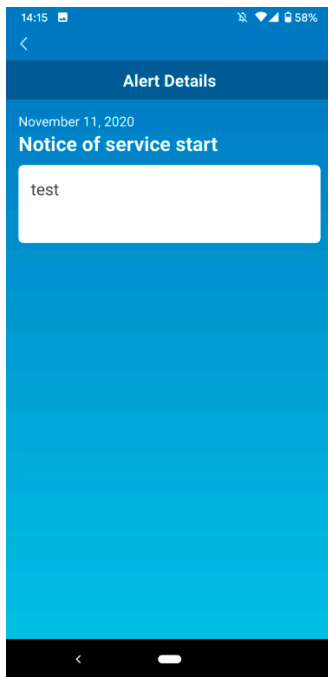 14:15 58%
Alert Details
November 11, 2020
Notice of service start
test